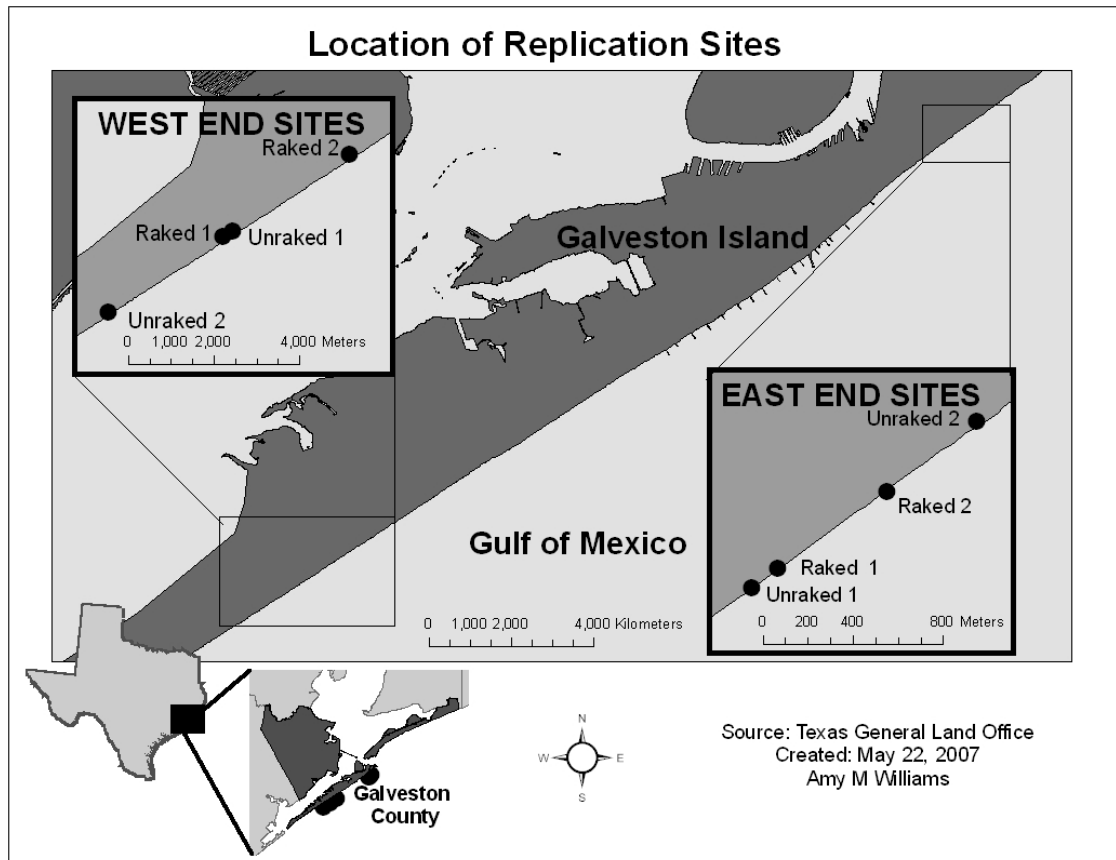 Location of Replication Sites
WEST END SITES
Raked 2
Raked 1
Unraked 1
Unraked 2
0 1,000 2,000 4,000 Meters
Galveston Island
EAST END SITES
Unraked 2
Raked 2
Raked 1
Unraked 1
0 200 400 800 Meters
Gulf of Mexico
0 1,000 2,000 4,000 Kilometers
Galveston
County
N
W E
S
Source: Texas General Land Office
Created: May 22, 2007
Amy M Williams